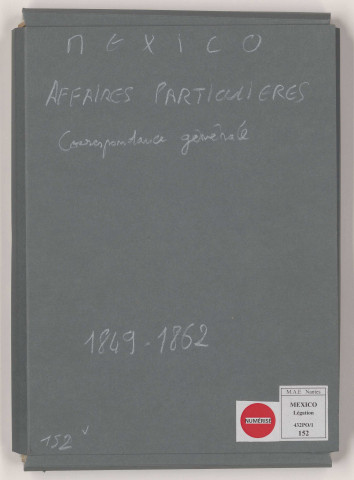 MEXICO
AFFAIRES PARTICULIERES
Correspondance générale
1849-1862
152 v
NUMÉRISÉ
M.A.E. Nantes
MEXICO
Légation
432PO/1
152